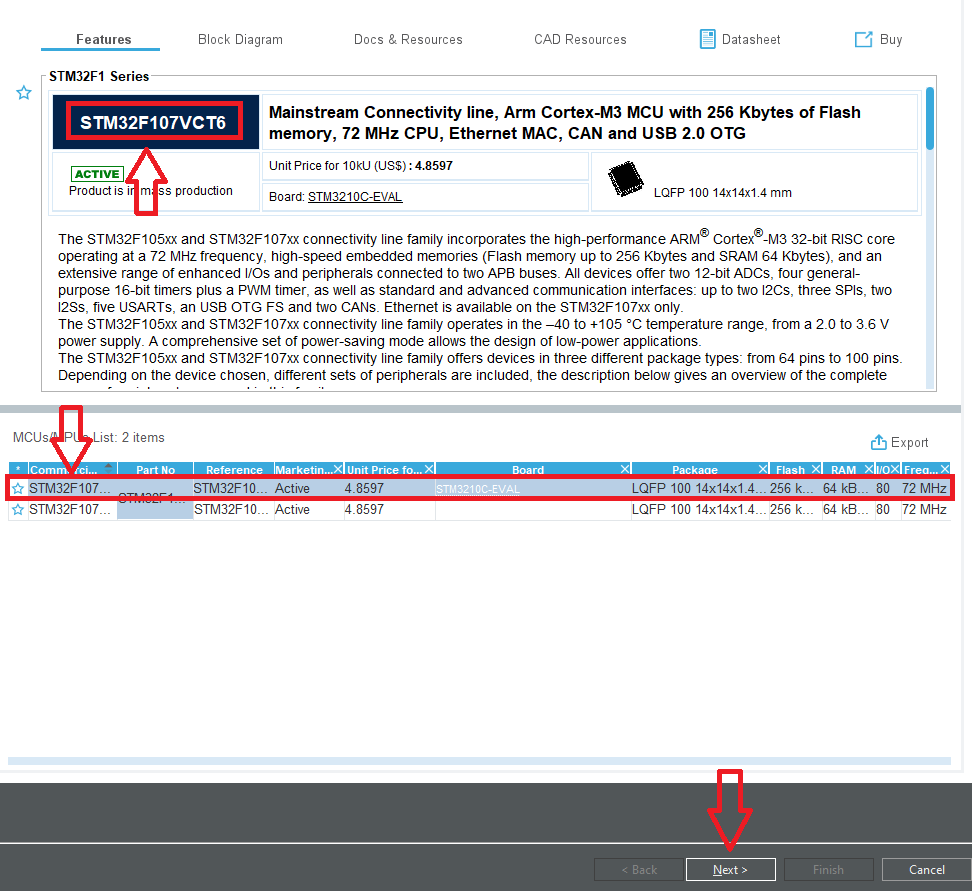 Features Block Diagram Docs & Resources CAD Resources Datasheet Buy
STM32F1 Series
STM32F107VCT6
Mainstream Connectivity line, Arm Cortex-M3 MCU with 256 Kbytes of Flash
memory, 72 MHz CPU, Ethernet MAC, CAN and USB 2.0 OTG
ACTIVE
Product is in mass production
Unit Price for 10kU (US$) : 4.8597
Board: STM3210C-EVAL
LQFP 100 14x14x1.4 mm
The STM32F105xx and STM32F107xx connectivity line family incorporates the high-performance ARM® Cortex®-M3 32-bit RISC core
operating at a 72 MHz frequency, high-speed embedded memories (Flash memory up to 256 Kbytes and SRAM 64 Kbytes), and an
extensive range of enhanced I/Os and peripherals connected to two APB buses. All devices offer two 12-bit ADCs, four general-
purpose 16-bit timers plus a PWM timer, as well as standard and advanced communication interfaces: up to two I2Cs, three SPIs, two
I2Ss, five USARTs, an USB OTG FS and two CANs. Ethernet is available on the STM32F107xx only.
The STM32F105xx and STM32F107xx connectivity line family operates in the –40 to +105 °C temperature range, from a 2.0 to 3.6 V
power supply. A comprehensive set of power-saving mode allows the design of low-power applications.
The STM32F105xx and STM32F107xx connectivity line family offers devices in three different package types: from 64 pins to 100 pins.
Depending on the device chosen, different sets of peripherals are included, the description below gives an overview of the complete
MCUs/MPUs List: 2 items
Export
* Commerci... Part No Reference Marketin... Unit Price fo... Board Package Flash RAM I/O Freq...
STM32F107... STM32F1... STM32F10... Active 4.8597 STM3210C-EVAL LQFP 100 14x14x1.4... 256 k... 64 kB... 80 72 MHz
STM32F107... STM32F10... Active 4.8597 LQFP 100 14x14x1.4... 256 k... 64 kB... 80 72 MHz
< Back Next > Finish Cancel